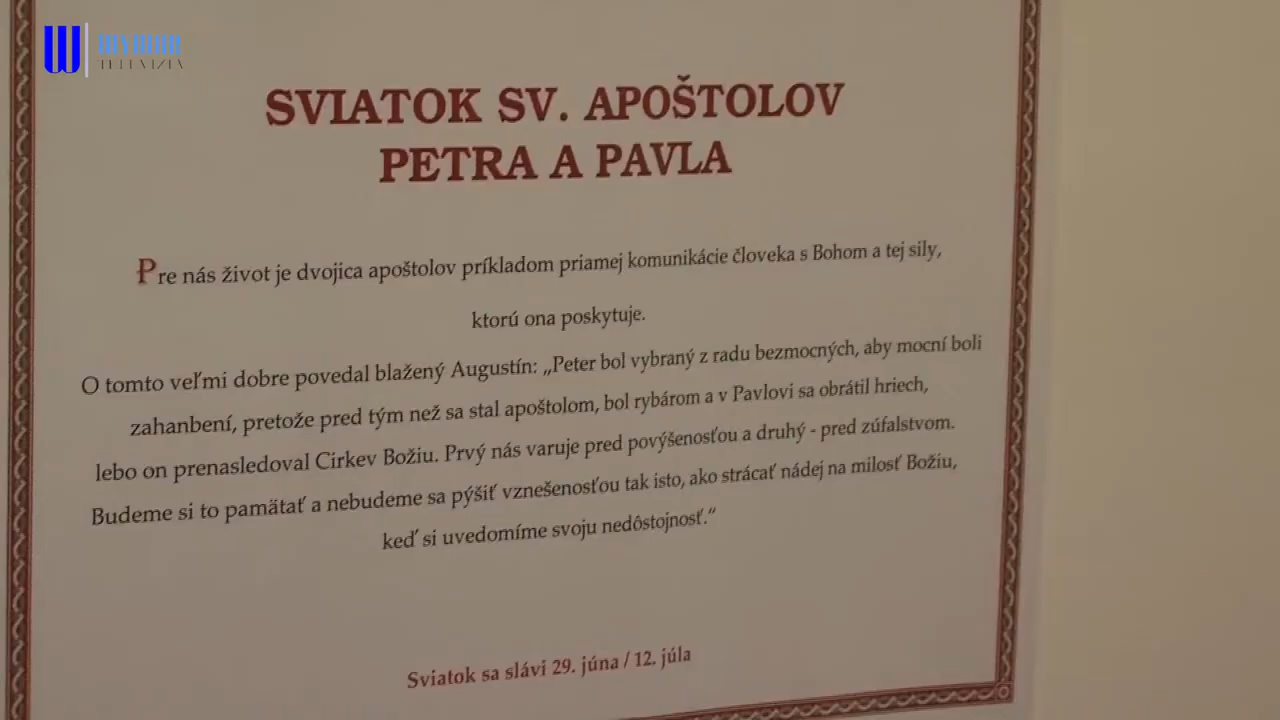 TELEVÍZIA
SVIATOK SV. APOŠTOLOV
PETRA A PAVLA
Pre nás život je dvojica apoštolov príkladom priamej komunikácie človeka s Bohom a tej sily,
ktorú ona poskytuje.
O tomto veľmi dobre povedal blažený Augustín: „Peter bol vybraný z radu bezmocných, aby mocní boli
zahanbení, pretože pred tým než sa stal apoštolom, bol rybárom a v Pavlovi sa obrátil hriech,
lebo on prenasledoval Cirkev Božiu. Prvý nás varuje pred povýšenosťou a druhý - pred zúfalstvom.
Budeme si to pamätať a nebudeme sa pýšiť vznešenosťou tak isto, ako strácať nádej na milosť Božiu,
keď si uvedomíme svoju nedôstojnosť.“
Sviatok sa slávi 29. júna / 12. júla